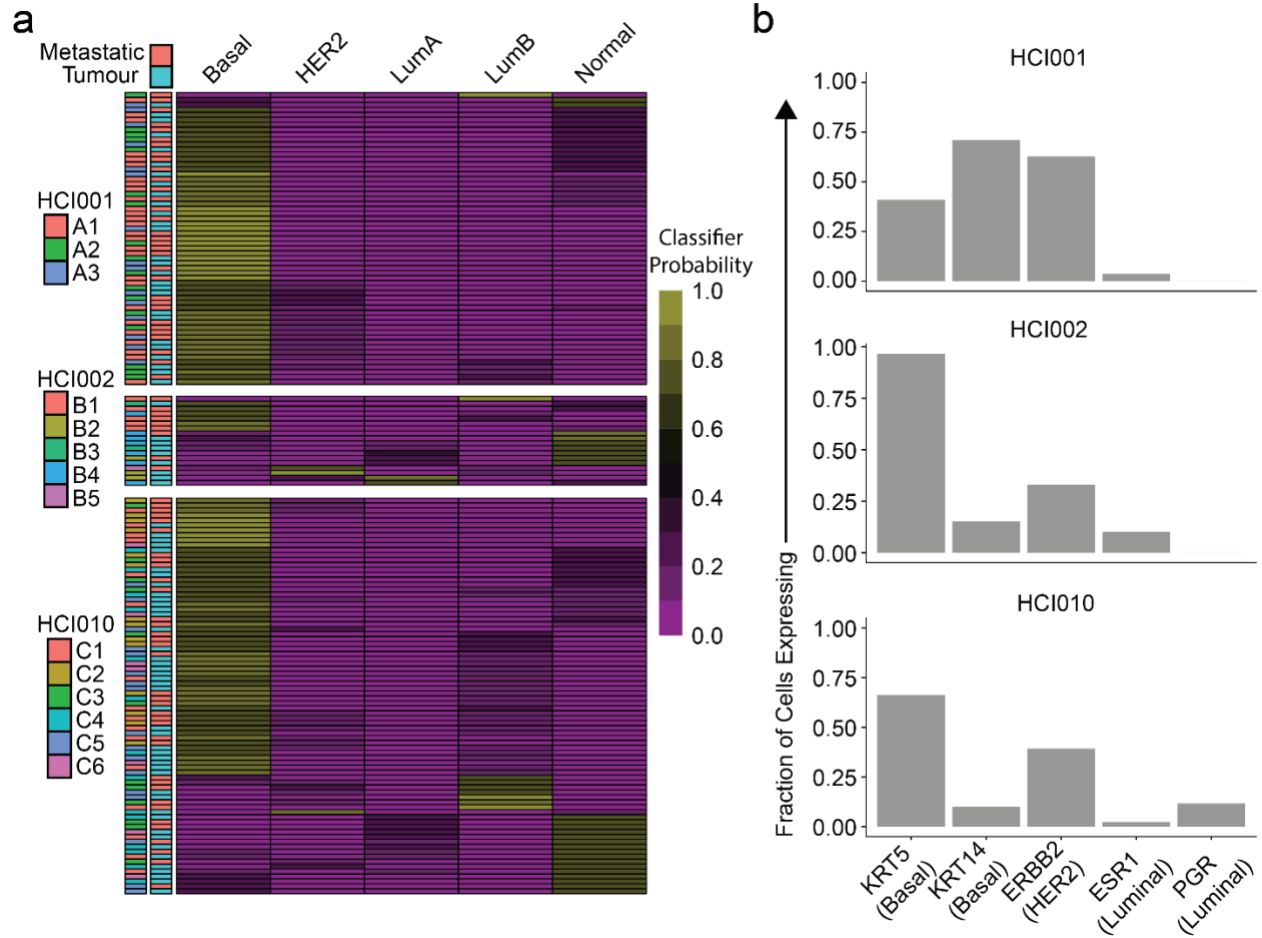 a
Metastatic
Tumour
Basal
HER2
LumA
LumB
Normal
HCI001
A1
A2
A3
HCI002
B1
B2
B3
B4
B5
HCI010
C1
C2
C3
C4
C5
C6
Classifier
Probability
1.0
0.8
0.6
0.4
0.2
0.0
b
Fraction of Cells Expressing
HCI001
1.00
0.75
0.50
0.25
0.00
HCI002
1.00
0.75
0.50
0.25
0.00
HCI010
1.00
0.75
0.50
0.25
0.00
KRT5
(Basal)
KRT14
(Basal)
ERBB2
(HER2)
ESR1
(Luminal)
PGR
(Luminal)